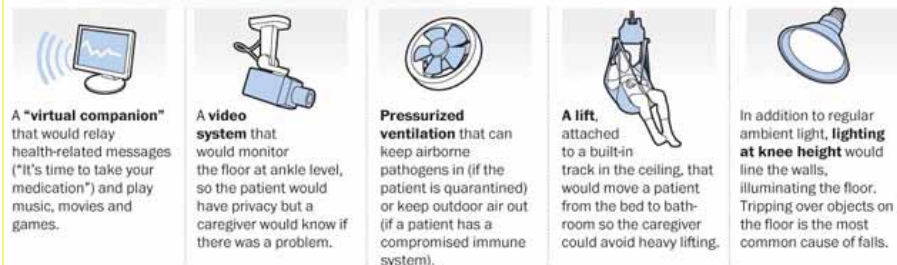 A "virtual companion"
that would relay
health-related messages
("It's time to take your
medication") and play
music, movies and
games.
A video
system that
would monitor
the floor at ankle level,
so the patient would
have privacy but a
caregiver would know if
there was a problem.
Pressurized
ventilation that can
keep airborne
pathogens in (if the
patient is quarantined)
or keep outdoor air out
(if a patient has a
compromised immune
system).
A lift,
attached
to a built-in
track in the ceiling, that
would move a patient
from the bed to bath-
room so the caregiver
could avoid heavy lifting.
In addition to regular
ambient light, lighting
at knee height would
line the walls,
illuminating the floor.
Tripping over objects on
the floor is the most
common cause of falls.